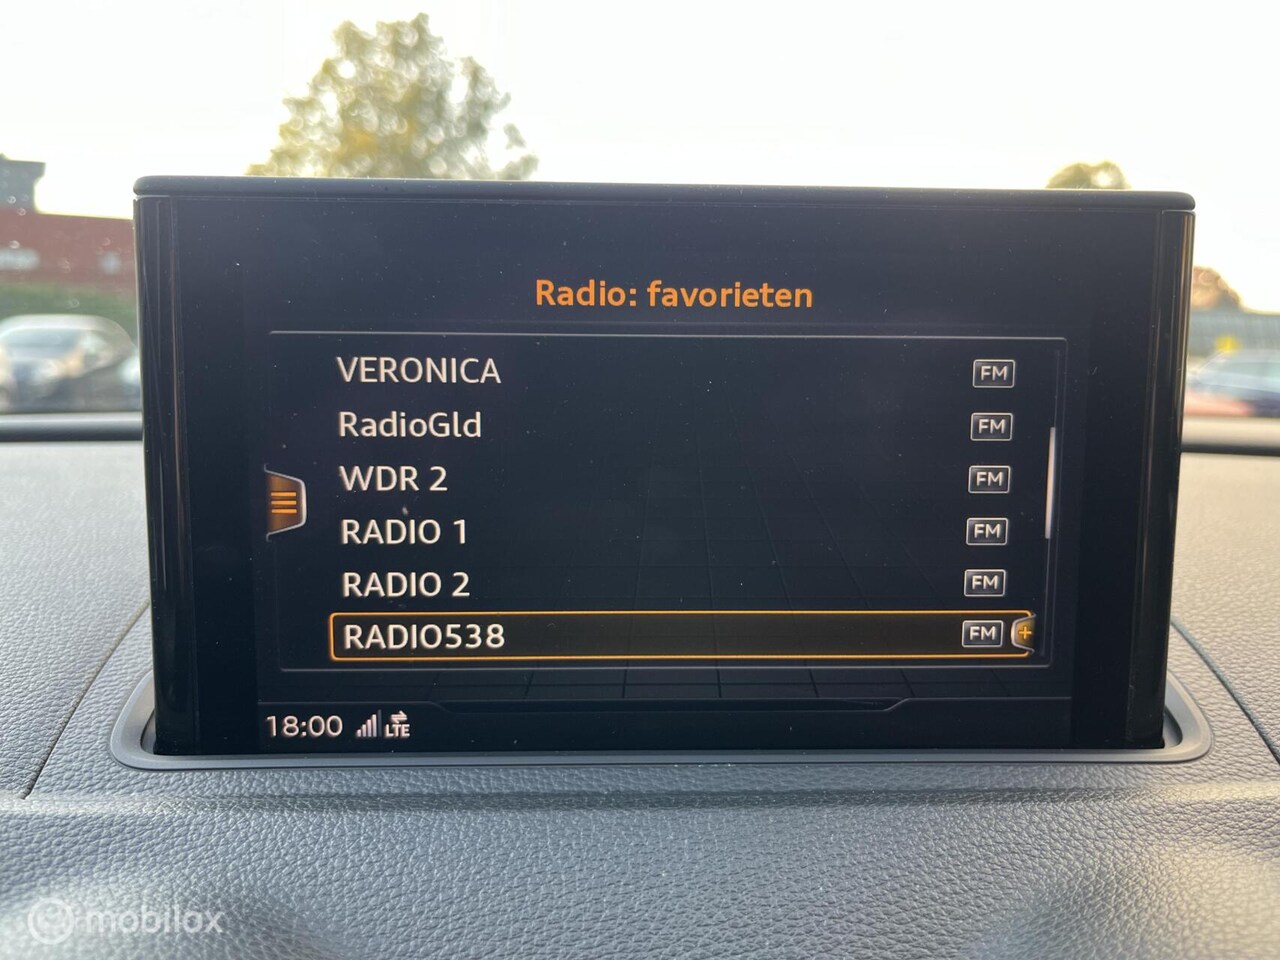 Radio: favorieten
VERONICA FM
RadioGld FM
WDR 2 FM
RADIO 1 FM
RADIO 2 FM
RADIO538 FM +
18:00 LTE
mobilox